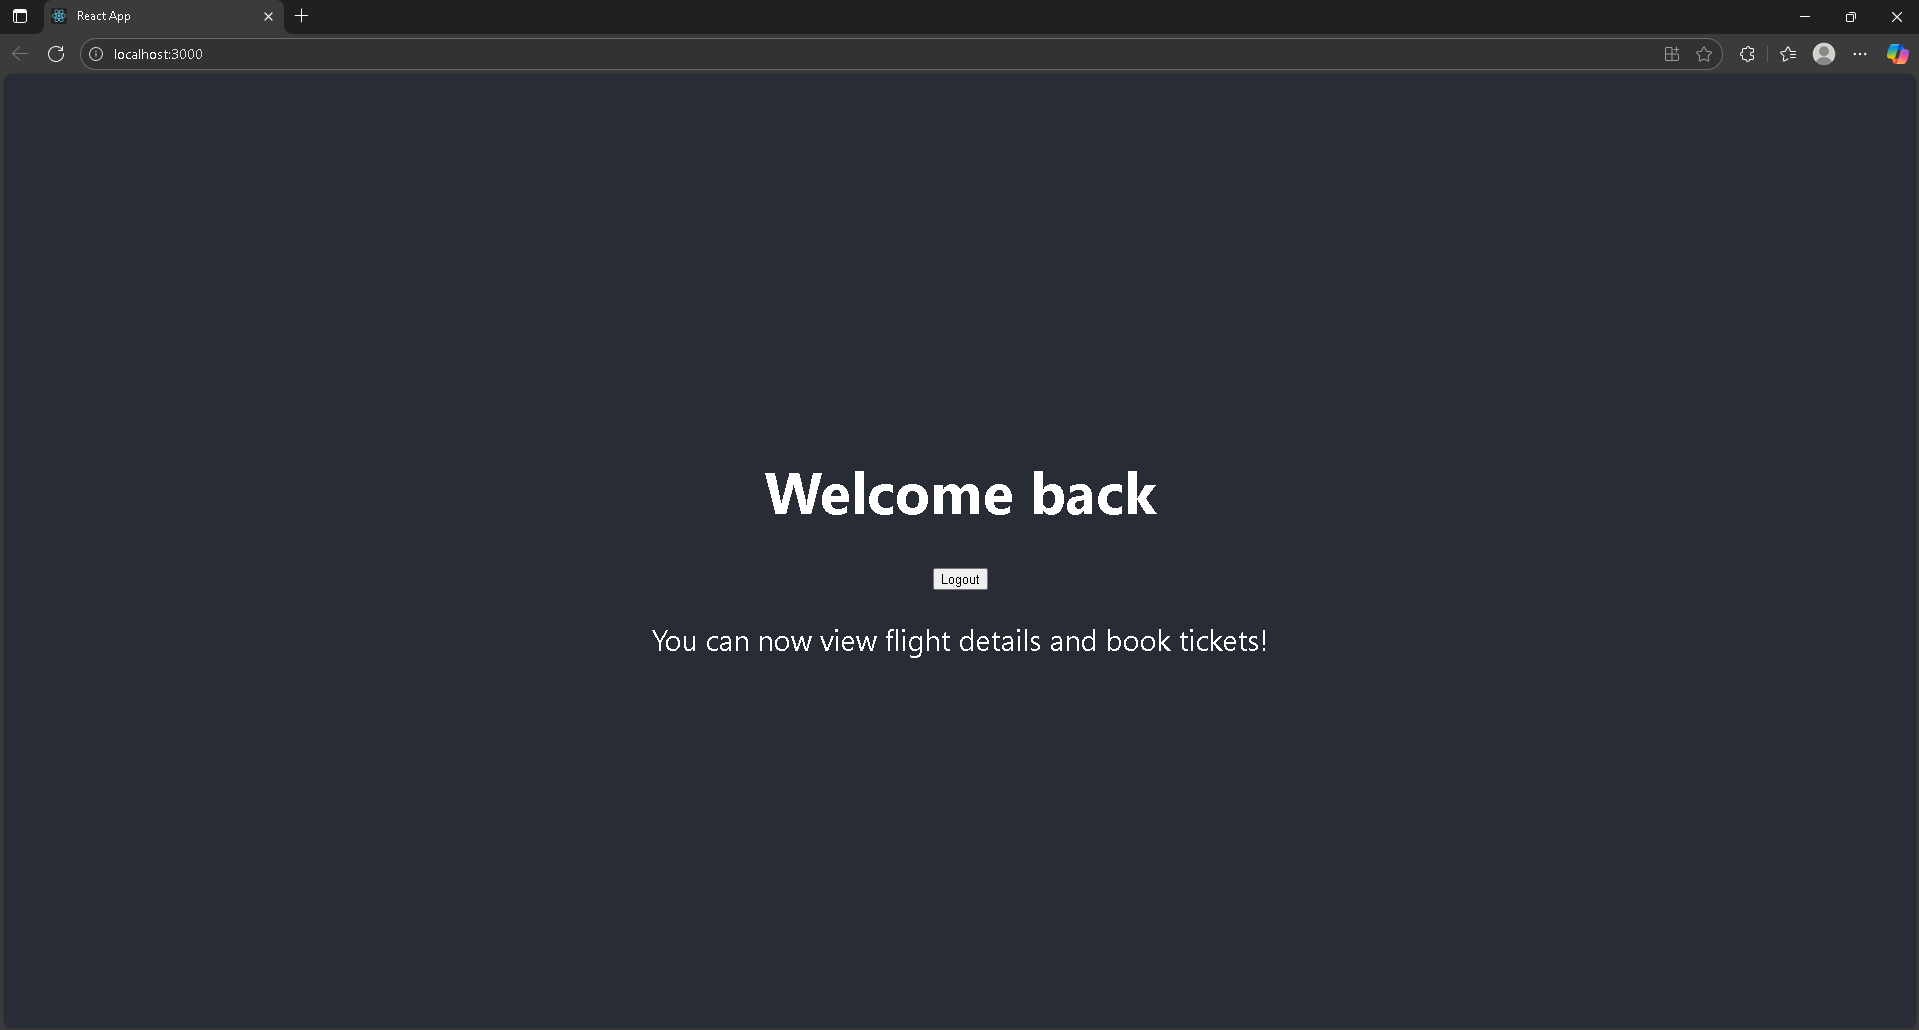 React App
localhost:3000
Welcome back
Logout
You can now view flight details and book tickets!